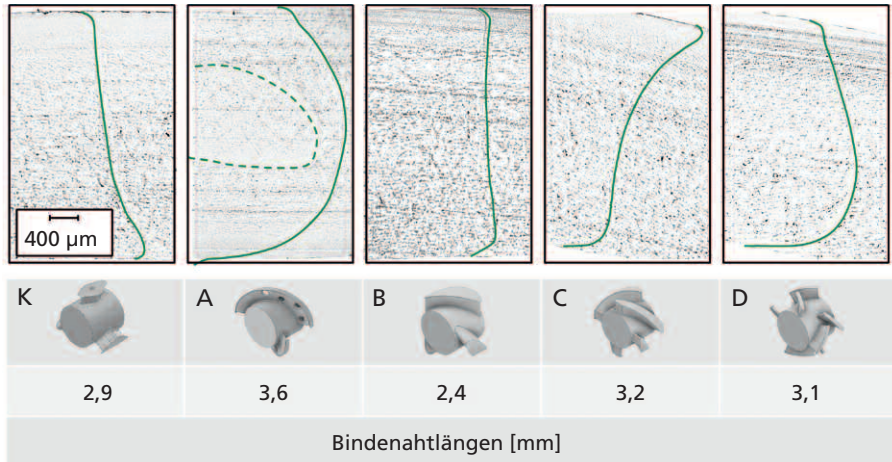 400 µm
K
A
B
C
D
2,9
3,6
2,4
3,2
3,1
Bindenahtlängen [mm]